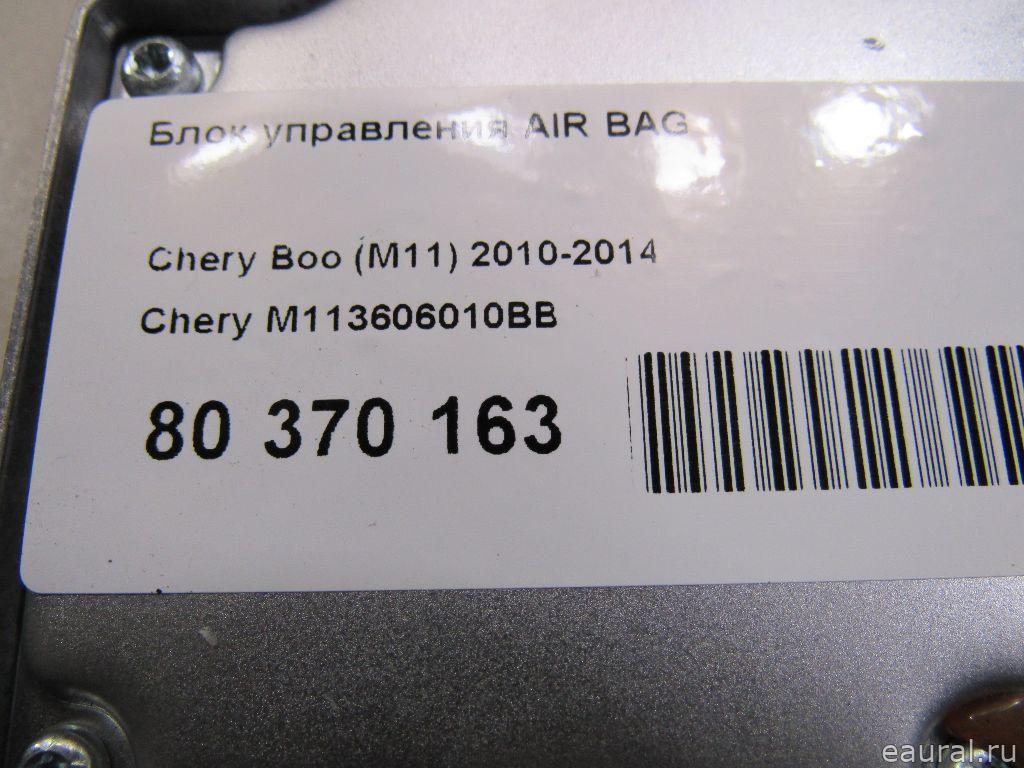 Блок управления AIR BAG
Chery Boo (M11) 2010-2014
Chery M113606010BB
80 370 163
eaural.ru